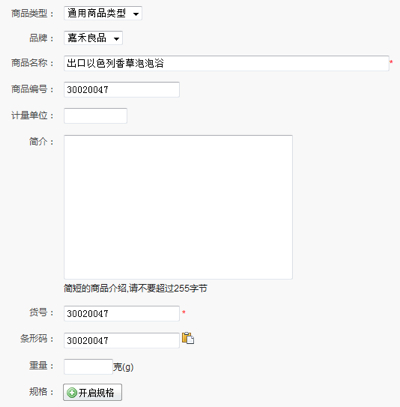 商品类型： 通用商品类型
品牌： 嘉禾良品
商品名称： 出口以色列香草泡泡浴 *
商品编号： 30020047
计量单位：
简介：
简短的商品介绍,请不要超过255字节
货号： 30020047 *
条形码： 30020047
重量： 克(g)
规格： 开启规格